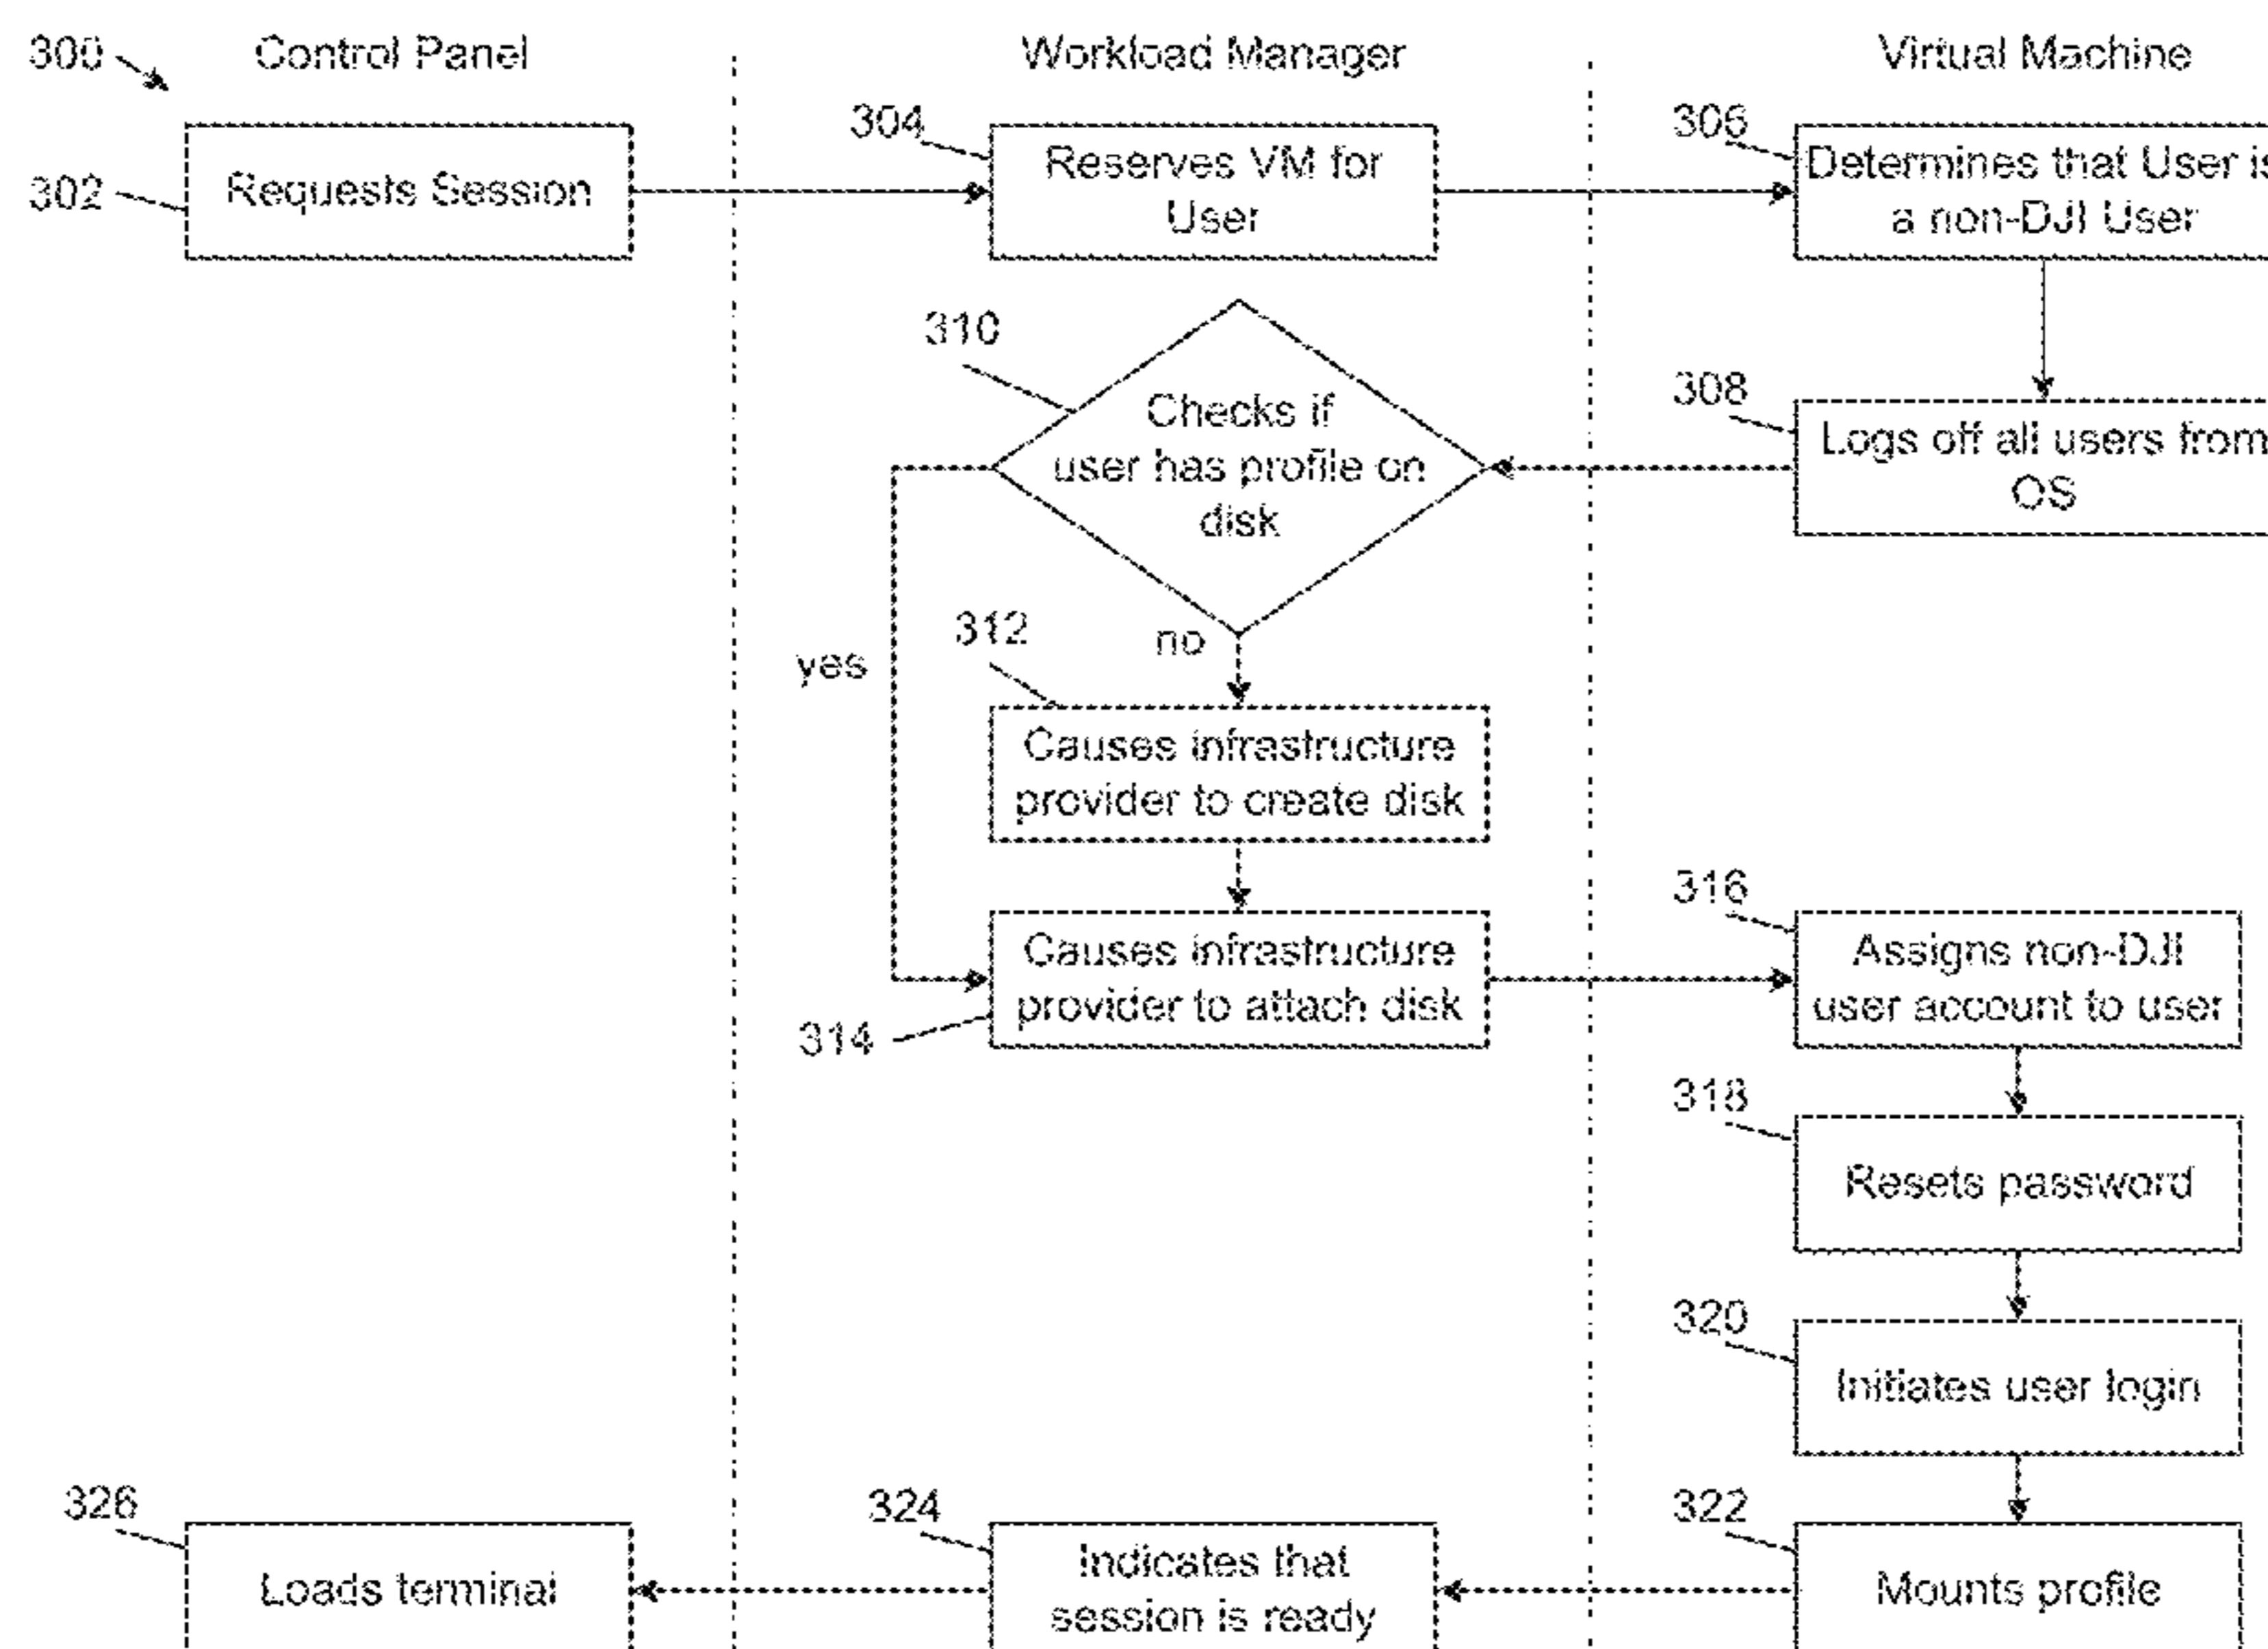 300
Control Panel
Workload Manager
Virtual Machine
302
Requests Session
304
Reserves VM for
User
306
Determines that User is
a non-DJI User
310
Checks if
user has profile on
disk
308
Logs off all users from
OS
yes
no
312
Causes infrastructure
provider to create disk
314
Causes infrastructure
provider to attach disk
316
Assigns non-DJI
user account to user
318
Resets password
320
Initiates user login
322
Mounts profile
324
Indicates that
session is ready
326
Loads terminal